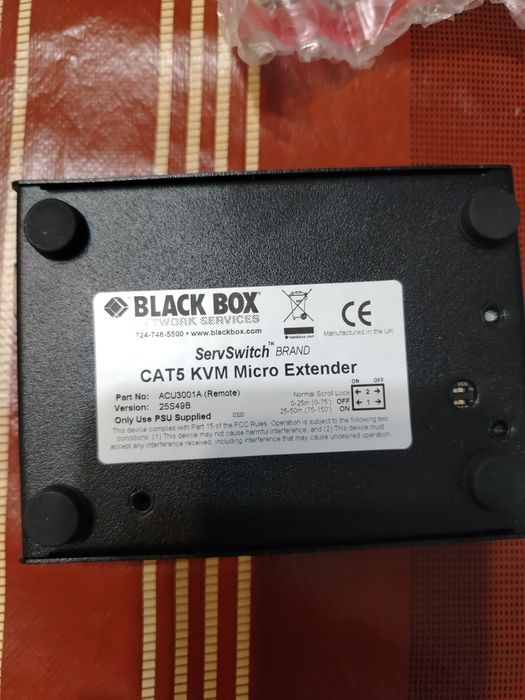 BLACK BOX
NETWORK SERVICES
724-746-5500 • www.blackbox.com
CE
Manufactured in the UK
ServSwitch™ BRAND
CAT5 KVM Micro Extender
Part No: ACU3001A (Remote)
Version: 25S49B
Only Use PSU Supplied 0320
ON OFF
Normal Scroll Lock ← 2 →
0-25m (0-75') OFF ← 1 →
25-50m (75-150') ON
This device complies with Part 15 of the FCC Rules. Operation is subject to the following two
conditions. (1) This device may not cause harmful interference, and (2) This device must
accept any interference received, including interference that may cause undesired operation.